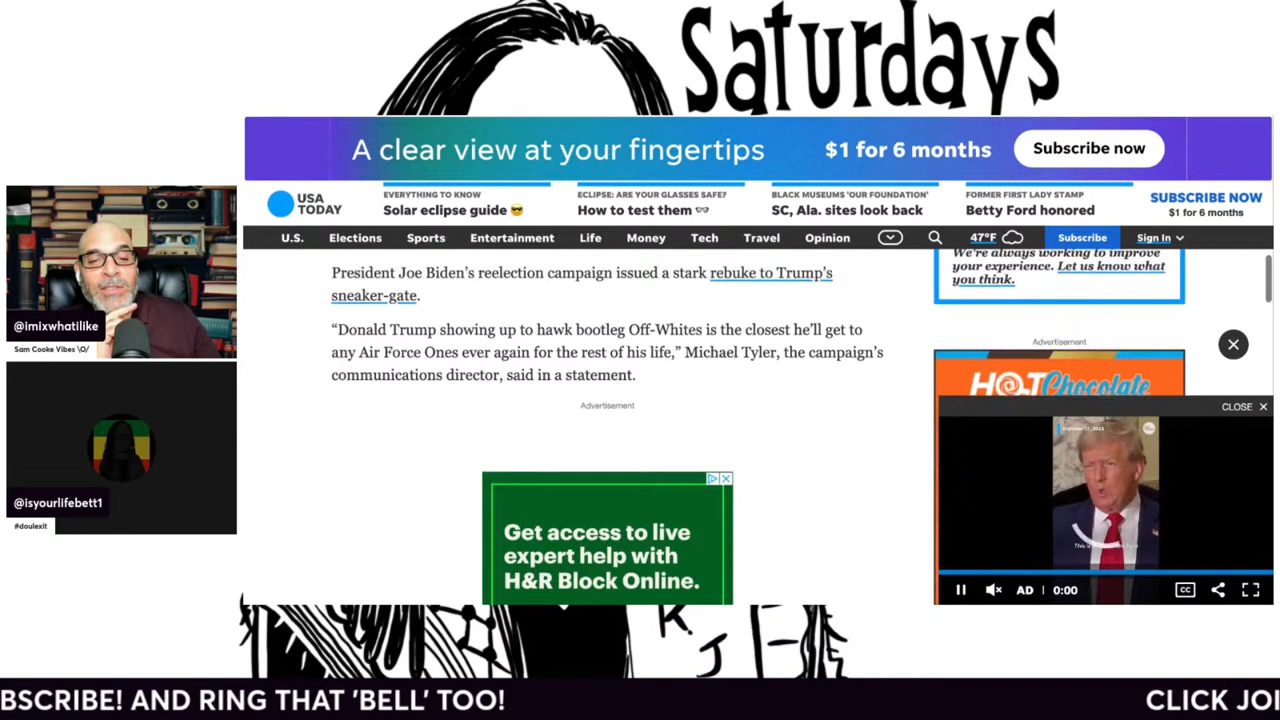 Saturdays
A clear view at your fingertips
$1 for 6 months
Subscribe now
USA
TODAY
EVERYTHING TO KNOW
Solar eclipse guide 😎
ECLIPSE: ARE YOUR GLASSES SAFE?
How to test them 👓
BLACK MUSEUMS 'OUR FOUNDATION'
SC, Ala. sites look back
FORMER FIRST LADY STAMP
Betty Ford honored
SUBSCRIBE NOW
$1 for 6 months
U.S. Elections Sports Entertainment Life Money Tech Travel Opinion 47°F Subscribe Sign In
President Joe Biden’s reelection campaign issued a stark rebuke to Trump’s
sneaker-gate.
“Donald Trump showing up to hawk bootleg Off-Whites is the closest he’ll get to
any Air Force Ones ever again for the rest of his life,” Michael Tyler, the campaign’s
communications director, said in a statement.
Advertisement
Get access to live
expert help with
H&R Block Online.
We're always working to improve
your experience. Let us know what
you think.
Advertisement
HOT Chocolate
CLOSE X
AD 0:00
CC
@imixwhatilike
Sam Cooke Vibes \O/
@isyourlifebett1
#doulexit
K.
J
E
BSCRIBE! AND RING THAT 'BELL' TOO!
CLICK JOI